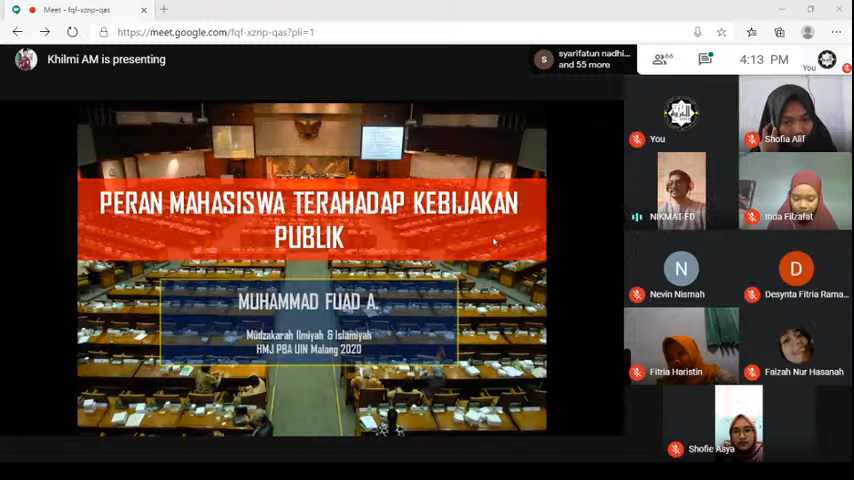 Meet - fqf-xznp-qas
https://meet.google.com/fqf-xznp-qas?pli=1
Khilmi AM is presenting
S
syarifatun nadhi...
and 55 more
66
4:13 PM
You
You
Shofia Alif
NIKMAT FD
Irida Filzafat
N
Nevin Nismah
D
Desynta Fitria Rama...
Fitria Haristin
Faizah Nur Hasanah
Shofie Asya
PERAN MAHASISWA TERAHADAP KEBIJAKAN
PUBLIK
MUHAMMAD FUAD A.
Mudzakarah Ilmiyah & Islamiyah
HMJ PBA UIN Malang 2020